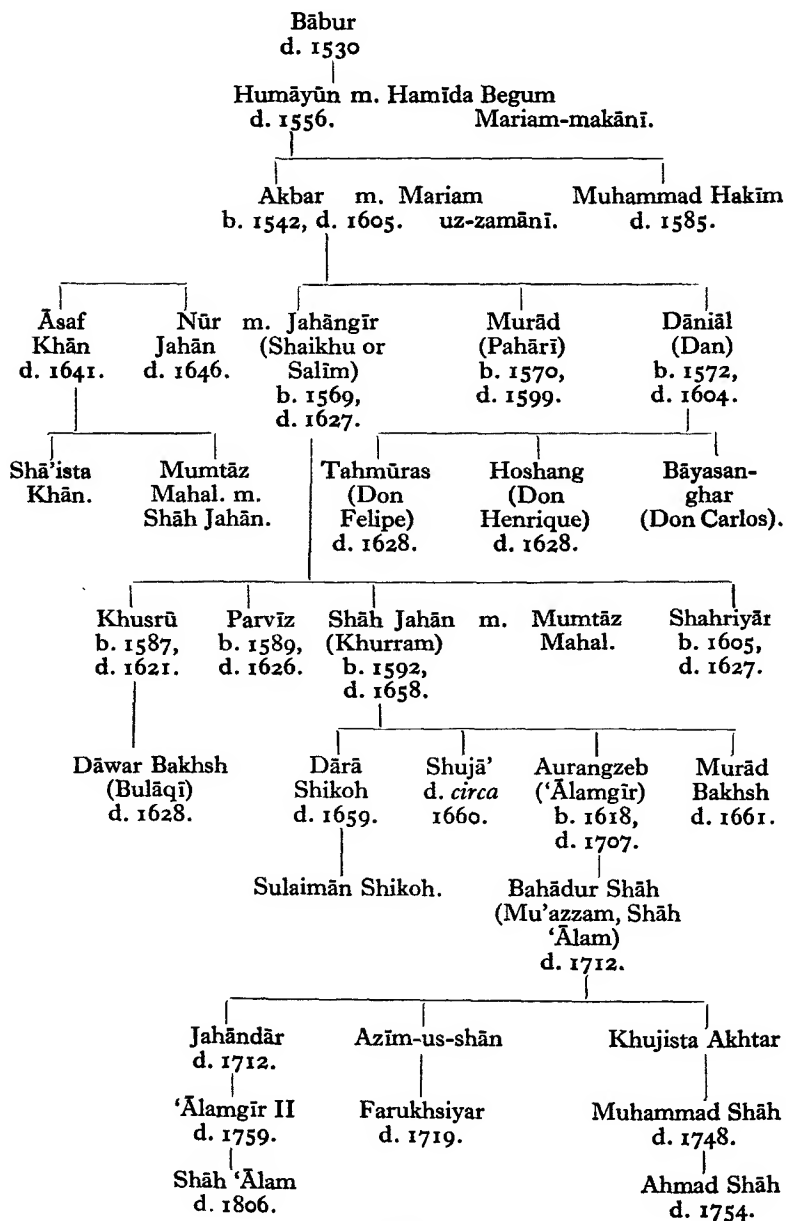 Bābur
d. 1530
Humāyūn m. Hamīda Begum
d. 1556. Mariam-makānī.
Akbar m. Mariam Muhammad Hakīm
b. 1542, d. 1605. uz-zamānī. d. 1585.
Āsaf Nūr m. Jahāngīr Murād Dāniāl
Khān Jahān (Shaikhu or (Pahārī) (Dan)
d. 1641. d. 1646. Salīm) b. 1570, b. 1572,
b. 1569, d. 1599. d. 1604.
d. 1627.
Shā'ista Mumtāz Tahmūras Hoshang Bāyasan-
Khān. Mahal. m. (Don (Don ghar
Shāh Jahān. Felipe) Henrique) (Don Carlos).
d. 1628. d. 1628.
Khusrū Parvīz Shāh Jahān m. Mumtāz Shahriyār
b. 1587, b. 1589, (Khurram) Mahal. b. 1605,
d. 1621. d. 1626. b. 1592, d. 1627.
d. 1658.
Dāwar Bakhsh Dārā Shujā' Aurangzeb Murād
(Bulāqī) Shikoh d. circa ('Ālamgīr) Bakhsh
d. 1628. d. 1659. 1660. b. 1618, d. 1661.
d. 1707.
Sulaimān Shikoh. Bahādur Shāh
(Mu'azzam, Shāh
'Ālam)
d. 1712.
Jahāndār Azīm-us-shān Khujista Akhtar
d. 1712.
'Ālamgīr II Farukhsiyar Muhammad Shāh
d. 1759. d. 1719. d. 1748.
Shāh 'Ālam Ahmad Shāh
d. 1806. d. 1754.